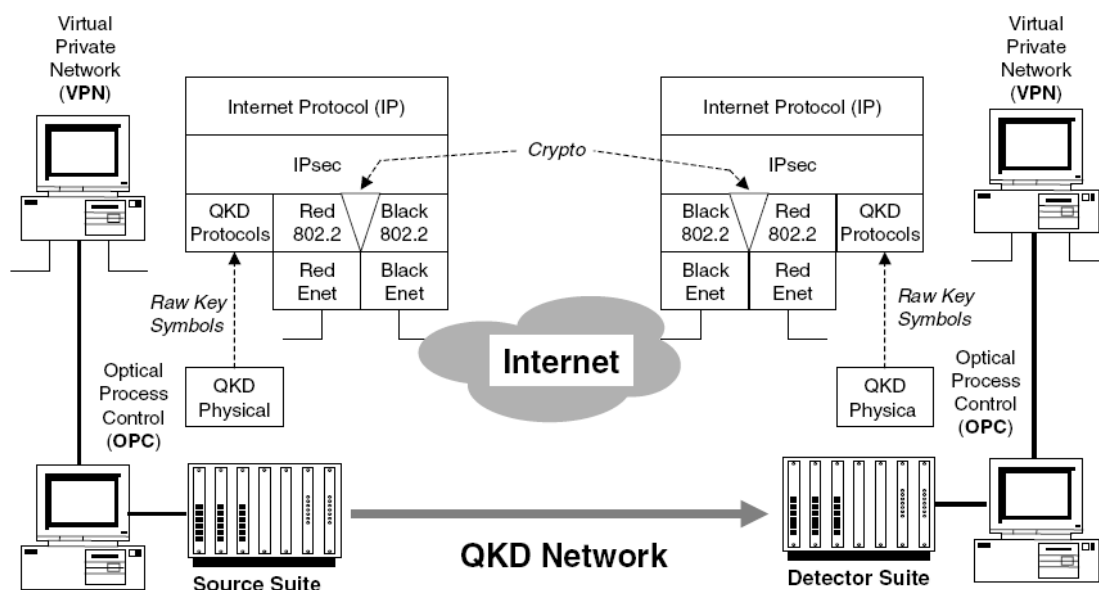 Virtual
Private
Network
(VPN)
Internet Protocol (IP)
IPsec
QKD
Protocols
Red
802.2
Black
802.2
Red
Enet
Black
Enet
Crypto
Internet Protocol (IP)
IPsec
Black
802.2
Red
802.2
QKD
Protocols
Black
Enet
Red
Enet
Virtual
Private
Network
(VPN)
Raw Key
Symbols
Internet
Raw Key
Symbols
Optical
Process
Control
(OPC)
QKD
Physical
QKD
Physica
Optical
Process
Control
(OPC)
QKD Network
Source Suite
Detector Suite